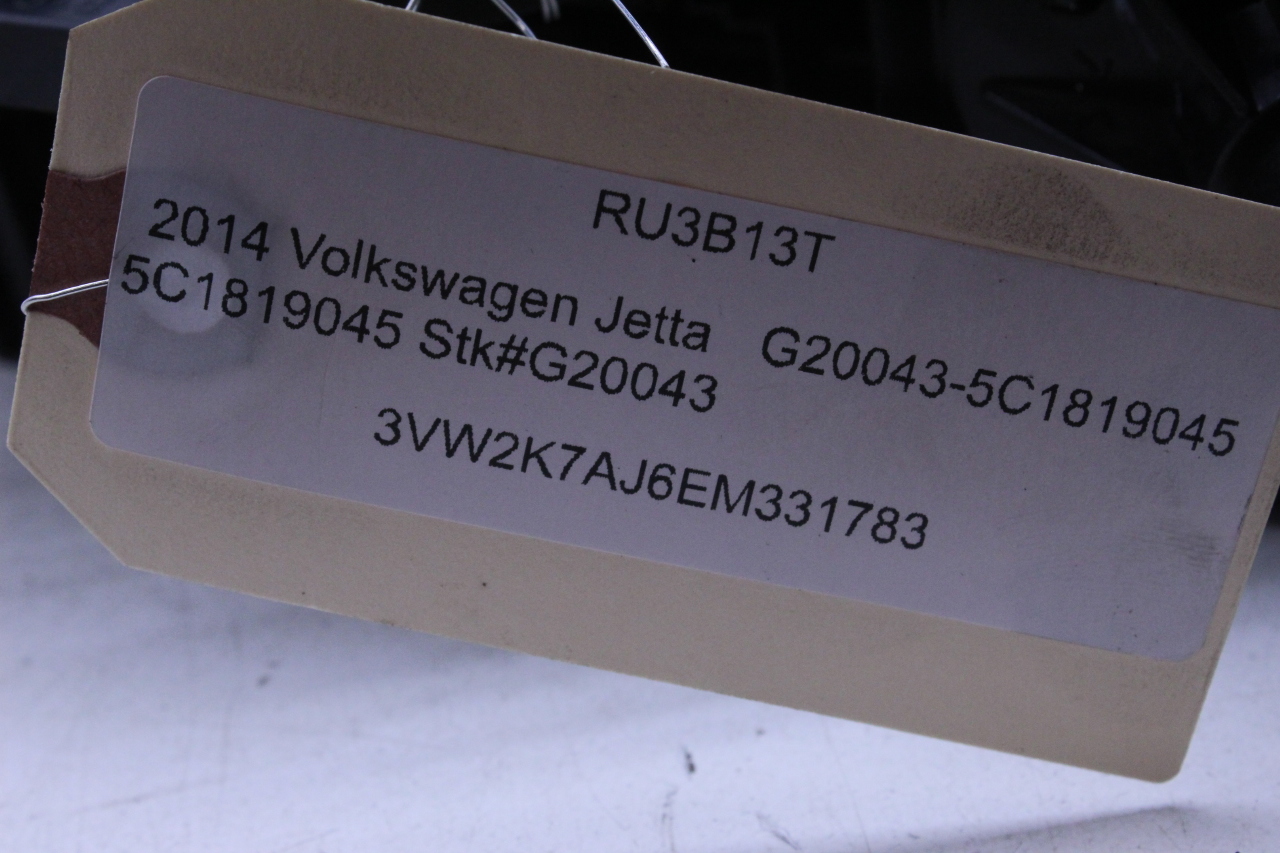 RU3B13T
2014 Volkswagen Jetta G20043-5C1819045
5C1819045 Stk#G20043
3VW2K7AJ6EM331783